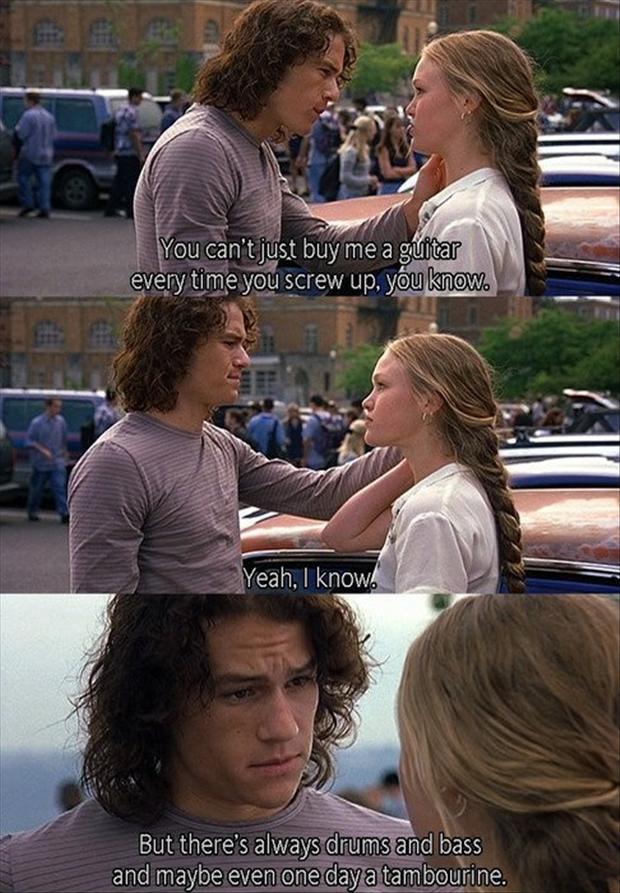 You can't just buy me a guitar
every time you screw up, you know.
Yeah, I know.
But there's always drums and bass
and maybe even one day a tambourine.